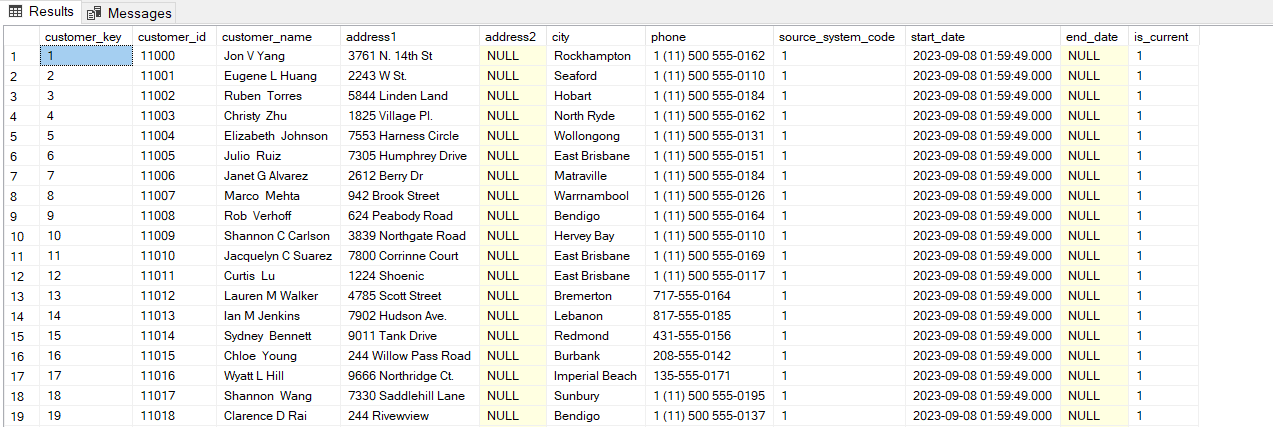 Results Messages
customer_key customer_id customer_name address1 address2 city phone source_system_code start_date end_date is_current
1 1 11000 Jon V Yang 3761 N. 14th St NULL Rockhampton 1 (11) 500 555-0162 1 2023-09-08 01:59:49.000 NULL 1
2 2 11001 Eugene L Huang 2243 W St. NULL Seaford 1 (11) 500 555-0110 1 2023-09-08 01:59:49.000 NULL 1
3 3 11002 Ruben  Torres 5844 Linden Land NULL Hobart 1 (11) 500 555-0184 1 2023-09-08 01:59:49.000 NULL 1
4 4 11003 Christy  Zhu 1825 Village Pl. NULL North Ryde 1 (11) 500 555-0162 1 2023-09-08 01:59:49.000 NULL 1
5 5 11004 Elizabeth  Johnson 7553 Harness Circle NULL Wollongong 1 (11) 500 555-0131 1 2023-09-08 01:59:49.000 NULL 1
6 6 11005 Julio  Ruiz 7305 Humphrey Drive NULL East Brisbane 1 (11) 500 555-0151 1 2023-09-08 01:59:49.000 NULL 1
7 7 11006 Janet G Alvarez 2612 Berry Dr NULL Matraville 1 (11) 500 555-0184 1 2023-09-08 01:59:49.000 NULL 1
8 8 11007 Marco  Mehta 942 Brook Street NULL Warrnambool 1 (11) 500 555-0126 1 2023-09-08 01:59:49.000 NULL 1
9 9 11008 Rob  Verhoff 624 Peabody Road NULL Bendigo 1 (11) 500 555-0164 1 2023-09-08 01:59:49.000 NULL 1
10 10 11009 Shannon C Carlson 3839 Northgate Road NULL Hervey Bay 1 (11) 500 555-0110 1 2023-09-08 01:59:49.000 NULL 1
11 11 11010 Jacquelyn C Suarez 7800 Corrinne Court NULL East Brisbane 1 (11) 500 555-0169 1 2023-09-08 01:59:49.000 NULL 1
12 12 11011 Curtis  Lu 1224 Shoenic NULL East Brisbane 1 (11) 500 555-0117 1 2023-09-08 01:59:49.000 NULL 1
13 13 11012 Lauren M Walker 4785 Scott Street NULL Bremerton 717-555-0164 1 2023-09-08 01:59:49.000 NULL 1
14 14 11013 Ian M Jenkins 7902 Hudson Ave. NULL Lebanon 817-555-0185 1 2023-09-08 01:59:49.000 NULL 1
15 15 11014 Sydney  Bennett 9011 Tank Drive NULL Redmond 431-555-0156 1 2023-09-08 01:59:49.000 NULL 1
16 16 11015 Chloe  Young 244 Willow Pass Road NULL Burbank 208-555-0142 1 2023-09-08 01:59:49.000 NULL 1
17 17 11016 Wyatt L Hill 9666 Northridge Ct. NULL Imperial Beach 135-555-0171 1 2023-09-08 01:59:49.000 NULL 1
18 18 11017 Shannon  Wang 7330 Saddlehill Lane NULL Sunbury 1 (11) 500 555-0195 1 2023-09-08 01:59:49.000 NULL 1
19 19 11018 Clarence D Rai 244 Rivewview NULL Bendigo 1 (11) 500 555-0137 1 2023-09-08 01:59:49.000 NULL 1